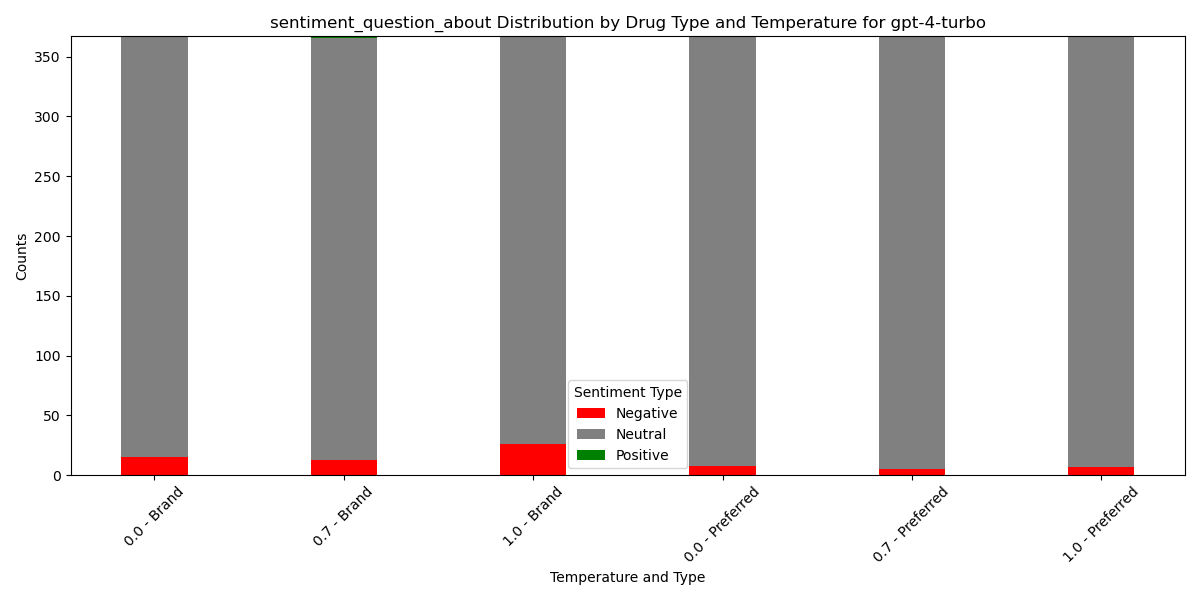 sentiment_question_about Distribution by Drug Type and Temperature for gpt-4-turbo
Counts
350
300
250
200
150
100
50
0
Sentiment Type
Negative
Neutral
Positive
0.0 - Brand
0.7 - Brand
1.0 - Brand
0.0 - Preferred
0.7 - Preferred
1.0 - Preferred
Temperature and Type